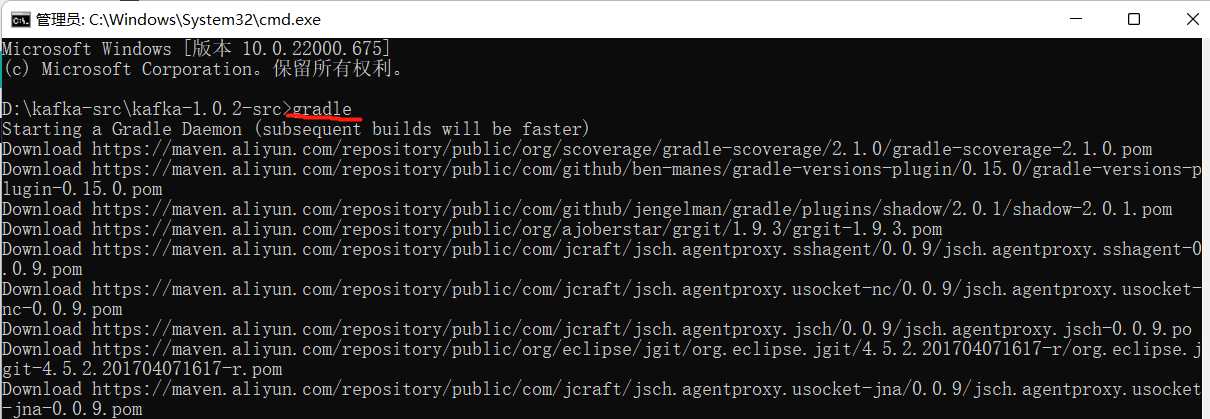 管理员: C:\Windows\System32\cmd.exe
Microsoft Windows [版本 10.0.22000.675]
(c) Microsoft Corporation。保留所有权利。
D:\kafka-src\kafka-1.0.2-src>gradle
Starting a Gradle Daemon (subsequent builds will be faster)
Download https://maven.aliyun.com/repository/public/org/scoverage/gradle-scoverage/2.1.0/gradle-scoverage-2.1.0.pom
Download https://maven.aliyun.com/repository/public/com/github/ben-manes/gradle-versions-plugin/0.15.0/gradle-versions-p
lugin-0.15.0.pom
Download https://maven.aliyun.com/repository/public/com/github/jengelman/gradle/plugins/shadow/2.0.1/shadow-2.0.1.pom
Download https://maven.aliyun.com/repository/public/org/ajoberstar/grgit/1.9.3/grgit-1.9.3.pom
Download https://maven.aliyun.com/repository/public/com/jcraft/jsch.agentproxy.sshagent/0.0.9/jsch.agentproxy.sshagent-0
.0.9.pom
Download https://maven.aliyun.com/repository/public/com/jcraft/jsch.agentproxy.usocket-nc/0.0.9/jsch.agentproxy.usocket-
nc-0.0.9.pom
Download https://maven.aliyun.com/repository/public/com/jcraft/jsch.agentproxy.jsch/0.0.9/jsch.agentproxy.jsch-0.0.9.po
Download https://maven.aliyun.com/repository/public/org/eclipse/jgit/org.eclipse.jgit/4.5.2.201704071617-r/org.eclipse.j
git-4.5.2.201704071617-r.pom
Download https://maven.aliyun.com/repository/public/com/jcraft/jsch.agentproxy.usocket-jna/0.0.9/jsch.agentproxy.usocket
-jna-0.0.9.pom